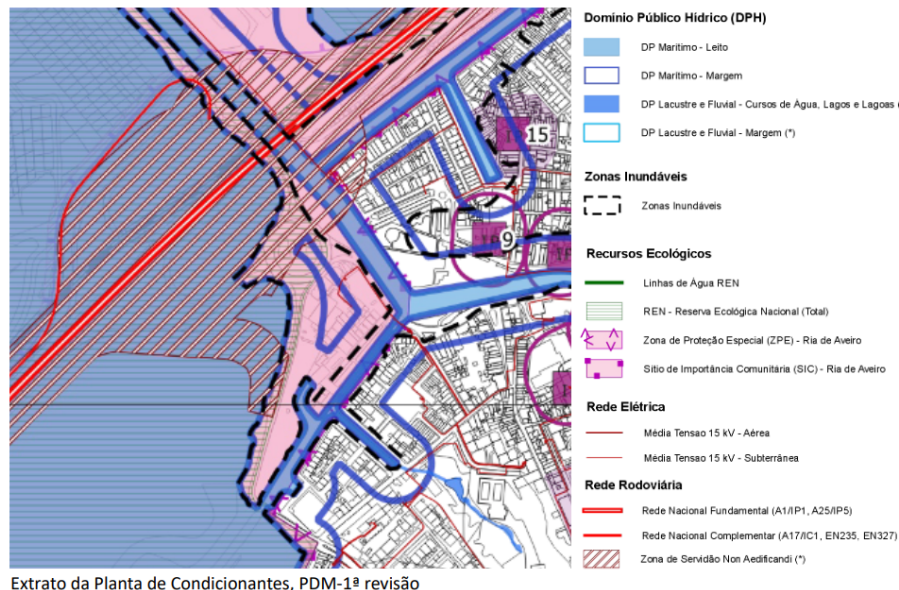 Domínio Público Hídrico (DPH)
DP Marítimo - Leito
DP Marítimo - Margem
DP Lacustre e Fluvial - Cursos de Água, Lagos e Lagoas (
DP Lacustre e Fluvial - Margem (*)
Zonas Inundáveis
Zonas Inundáveis
Recursos Ecológicos
Linhas de Água REN
REN - Reserva Ecológica Nacional (Total)
Zona de Proteção Especial (ZPE) - Ria de Aveiro
Sítio de Importância Comunitária (SIC) - Ria de Aveiro
Rede Elétrica
Média Tensao 15 kV - Aérea
Média Tensao 15 kV - Subterrânea
Rede Rodoviária
Rede Nacional Fundamental (A1/IP1, A25/IP5)
Rede Nacional Complementar (A17/IC1, EN235, EN327)
Zona de Servidão Non Aedificandi (*)
15
9
Extrato da Planta de Condicionantes, PDM-1ª revisão